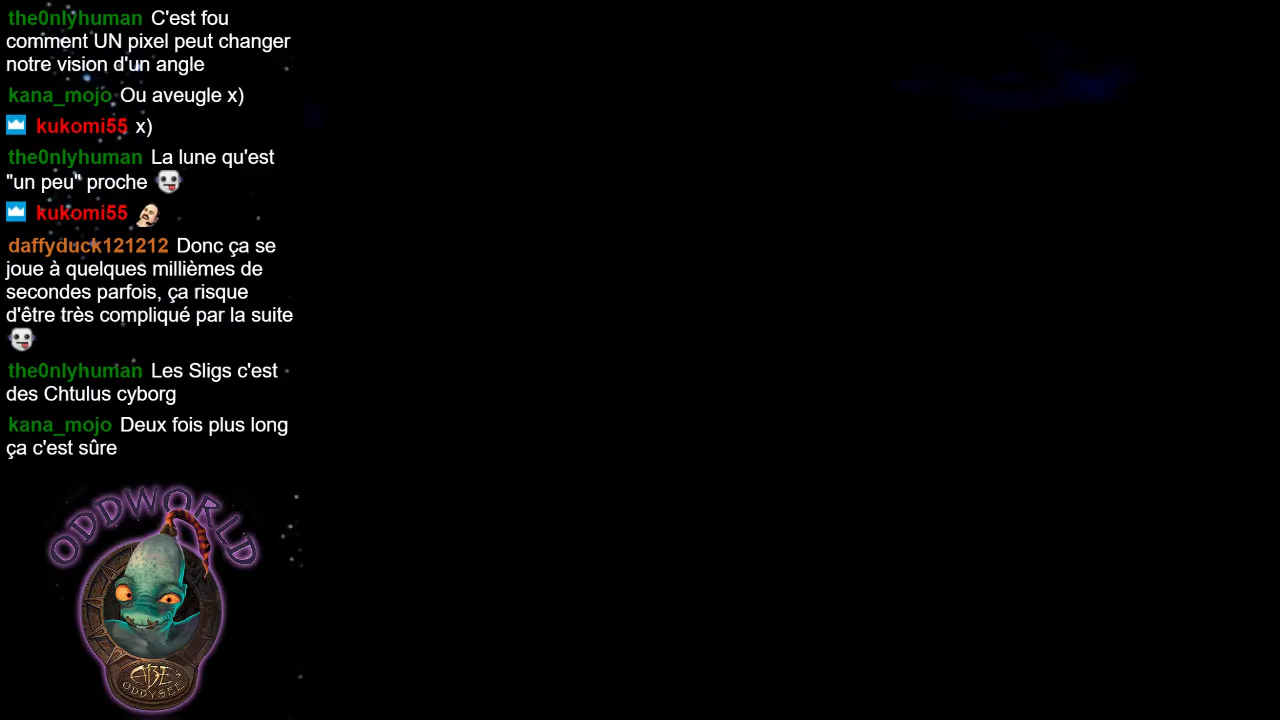 the0nlyhuman C'est fou
comment UN pixel peut changer
notre vision d'un angle
kana_mojo Ou aveugle x)
kukomi55 x)
the0nlyhuman La lune qu'est
"un peu" proche
kukomi55
daffyduck121212 Donc ça se
joue à quelques millièmes de
secondes parfois, ça risque
d'être très compliqué par la suite
the0nlyhuman Les Sligs c'est
des Chtulus cyborg
kana_mojo Deux fois plus long
ça c'est sûre
ODDWORLD
ABE'S
ODDYSEE